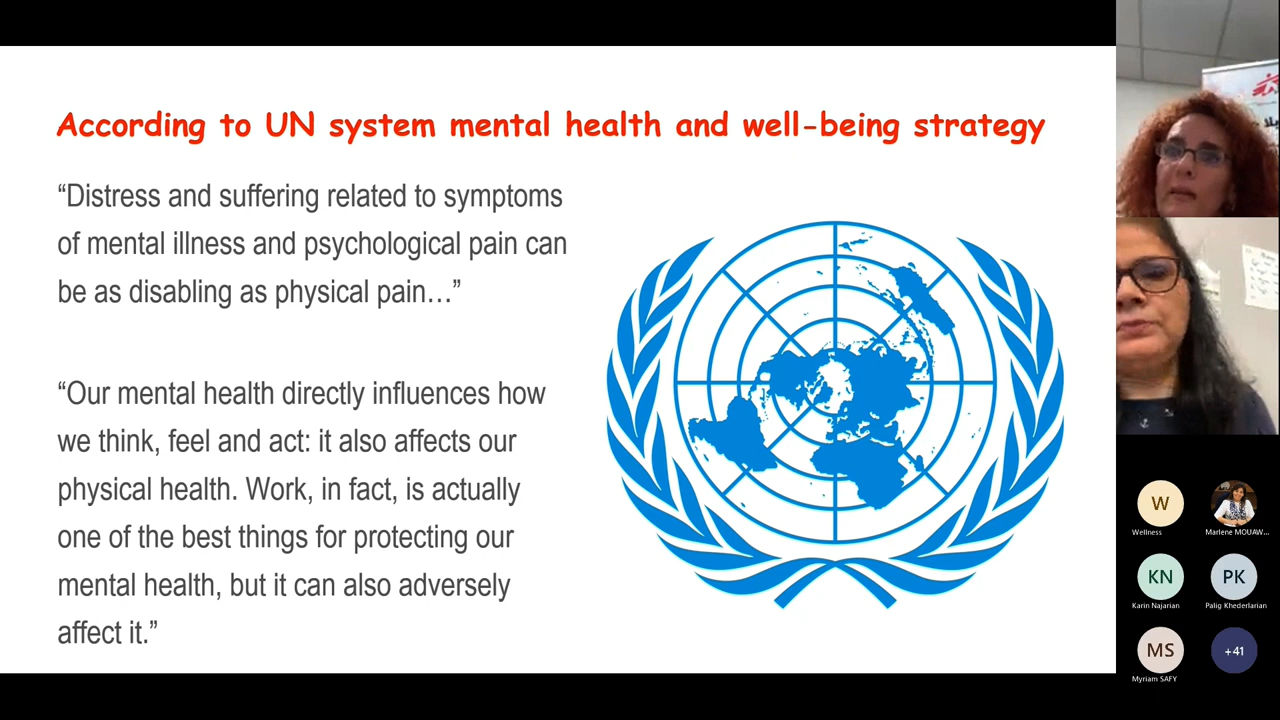 According to UN system mental health and well-being strategy
“Distress and suffering related to symptoms
of mental illness and psychological pain can
be as disabling as physical pain…”
“Our mental health directly influences how
we think, feel and act: it also affects our
physical health. Work, in fact, is actually
one of the best things for protecting our
mental health, but it can also adversely
affect it.”
W
Wellness
Marlene MOUAW...
KN
Karin Najarian
PK
Palig Khederlarian
MS
Myriam SAFY
+41